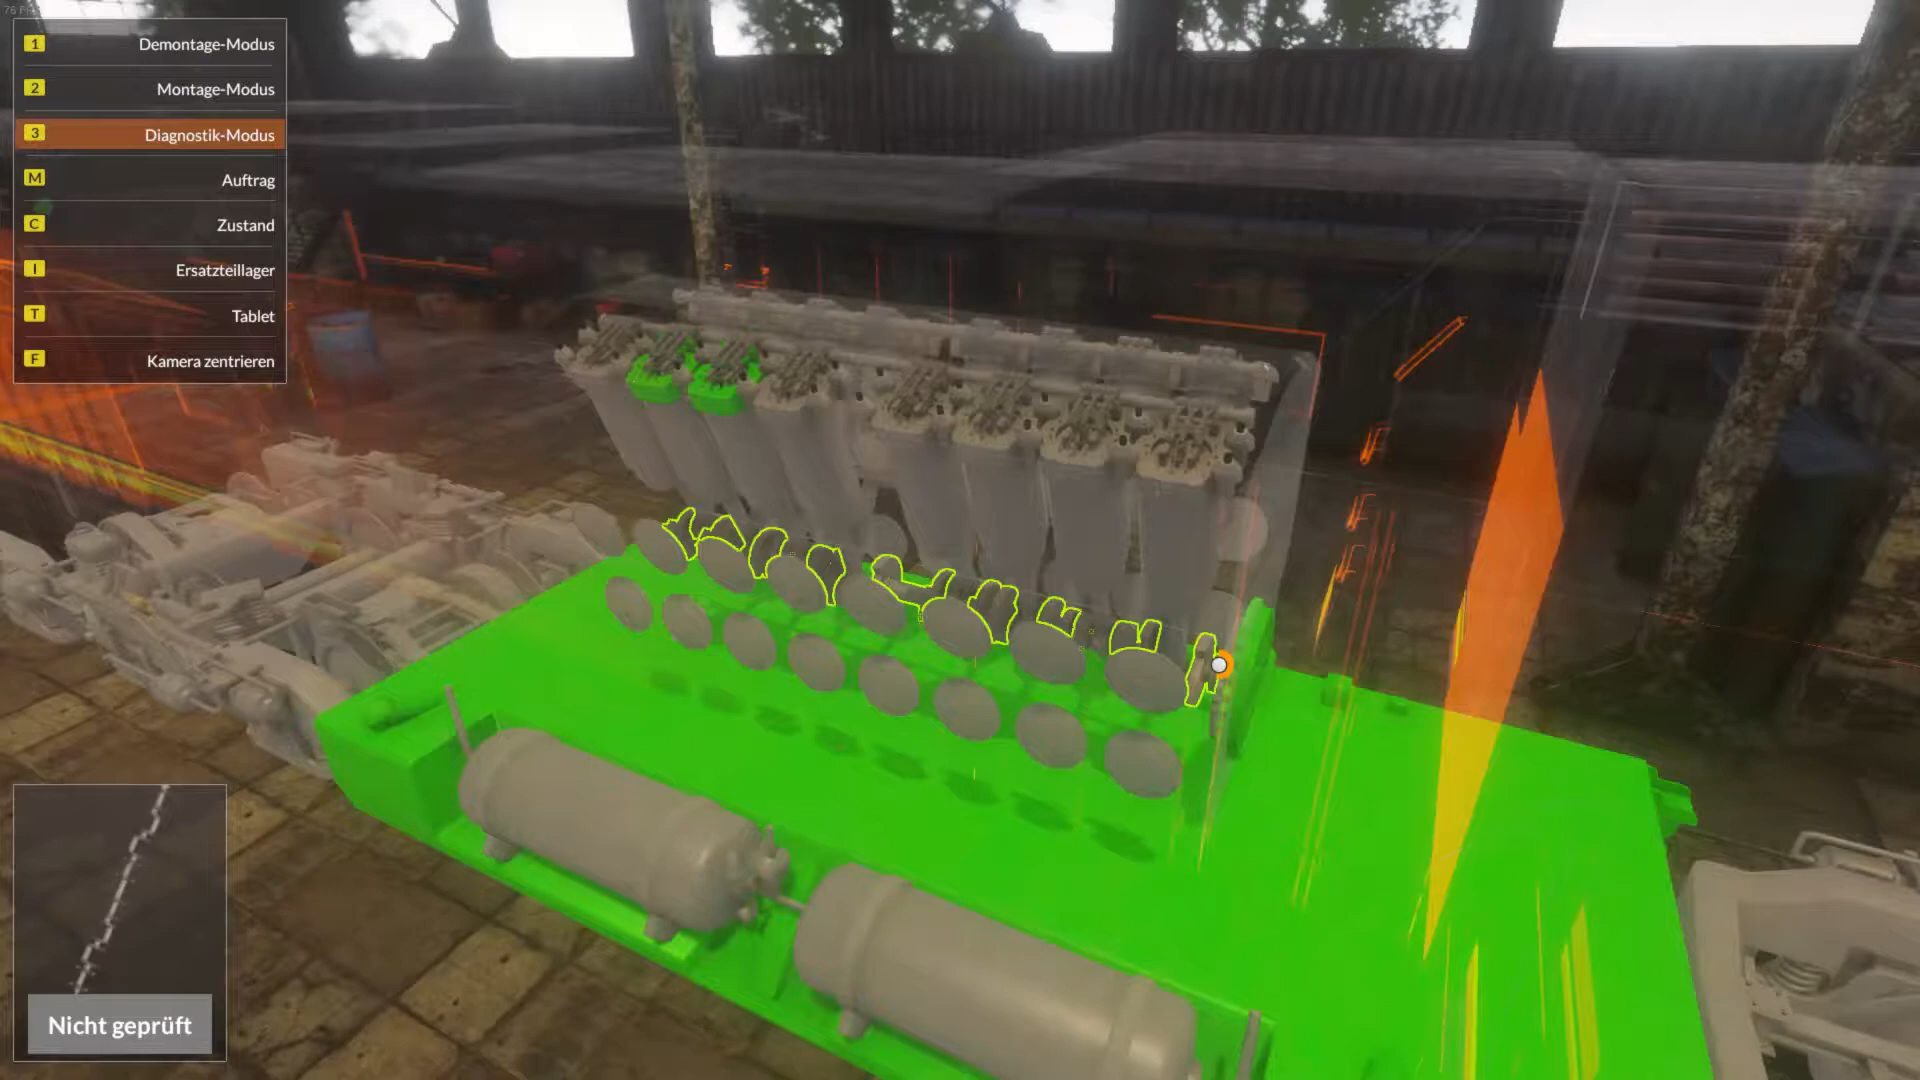 1 Demontage-Modus
2 Montage-Modus
3 Diagnostik-Modus
M Auftrag
C Zustand
I Ersatzteillager
T Tablet
F Kamera zentrieren
Nicht geprüft